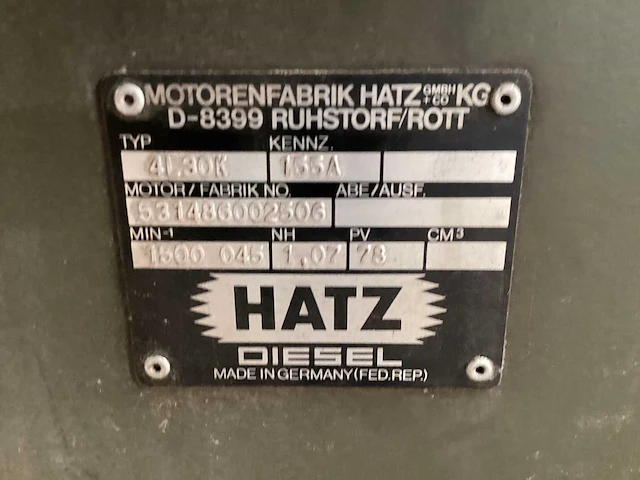 MOTORENFABRIK HATZ GMBH + CO KG
D-8399 RUHSTORF/ROTT
TYP KENNZ.
4L30K 155A
MOTOR/FABRIK NO. ABE/AUSF.
531486002506
MIN-1 NH PV CM³
1500 045 1,07 78
HATZ
DIESEL
MADE IN GERMANY (FED.REP.)